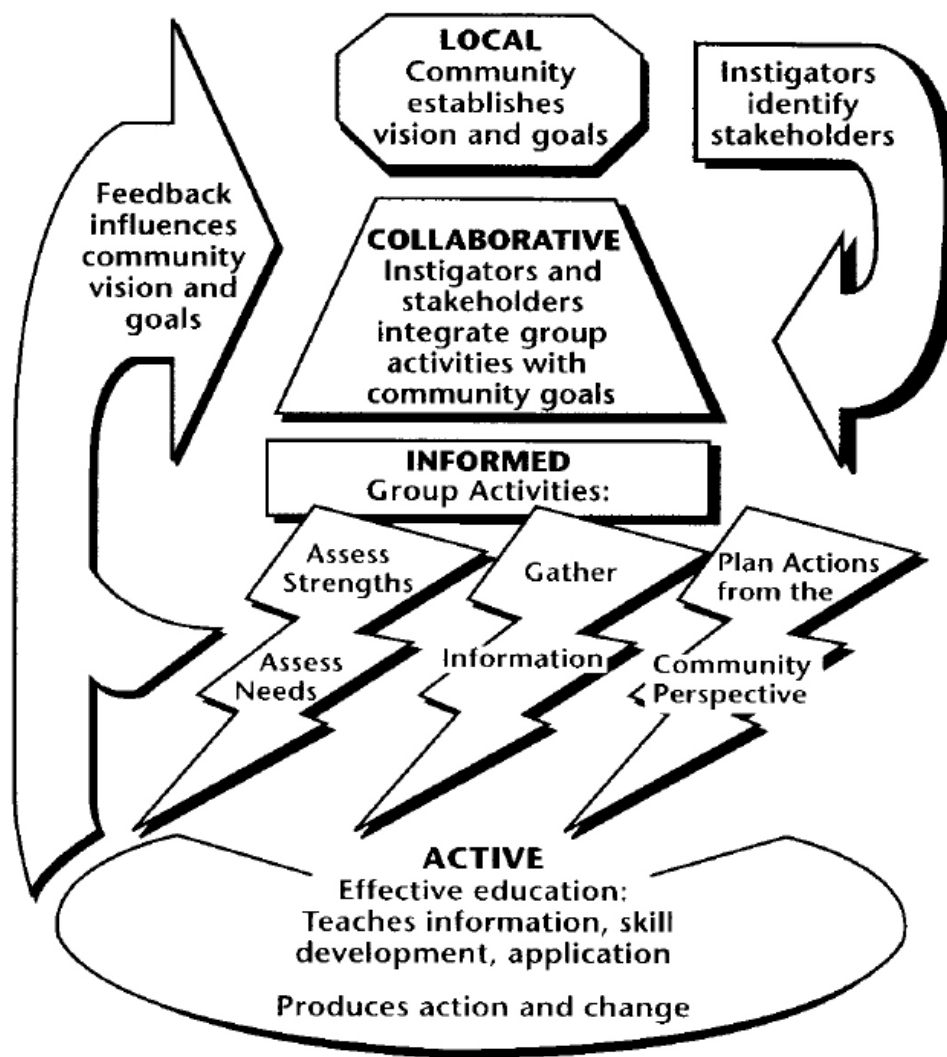 LOCAL
Community
establishes
vision and goals
Instigators
identify
stakeholders
Feedback
influences
community
vision and
goals
COLLABORATIVE
Instigators and
stakeholders
integrate group
activities with
community goals
INFORMED
Group Activities:
Assess
Strengths
Assess
Needs
Gather
Information
Plan Actions
from the
Community
Perspective
ACTIVE
Effective education:
Teaches information, skill
development, application
Produces action and change